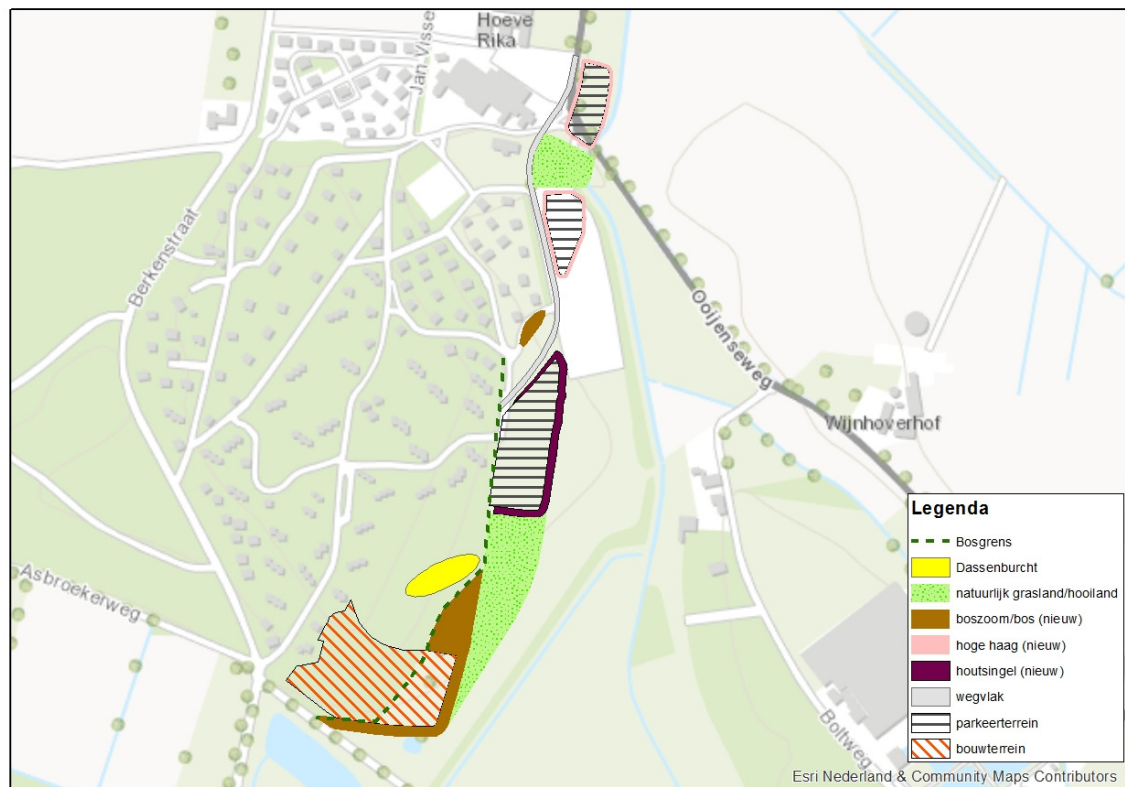 Hoeve
Rika
Jan Visse
Berkenstraat
Ooijenseweg
Wijnhoverhof
Asbroekerweg
Boltweg
Legenda
Bosgrens
Dassenburcht
natuurlijk grasland/hooiland
boszoom/bos (nieuw)
hoge haag (nieuw)
houtsingel (nieuw)
wegvlak
parkeerterrein
bouwterrein
Esri Nederland & Community Maps Contributors